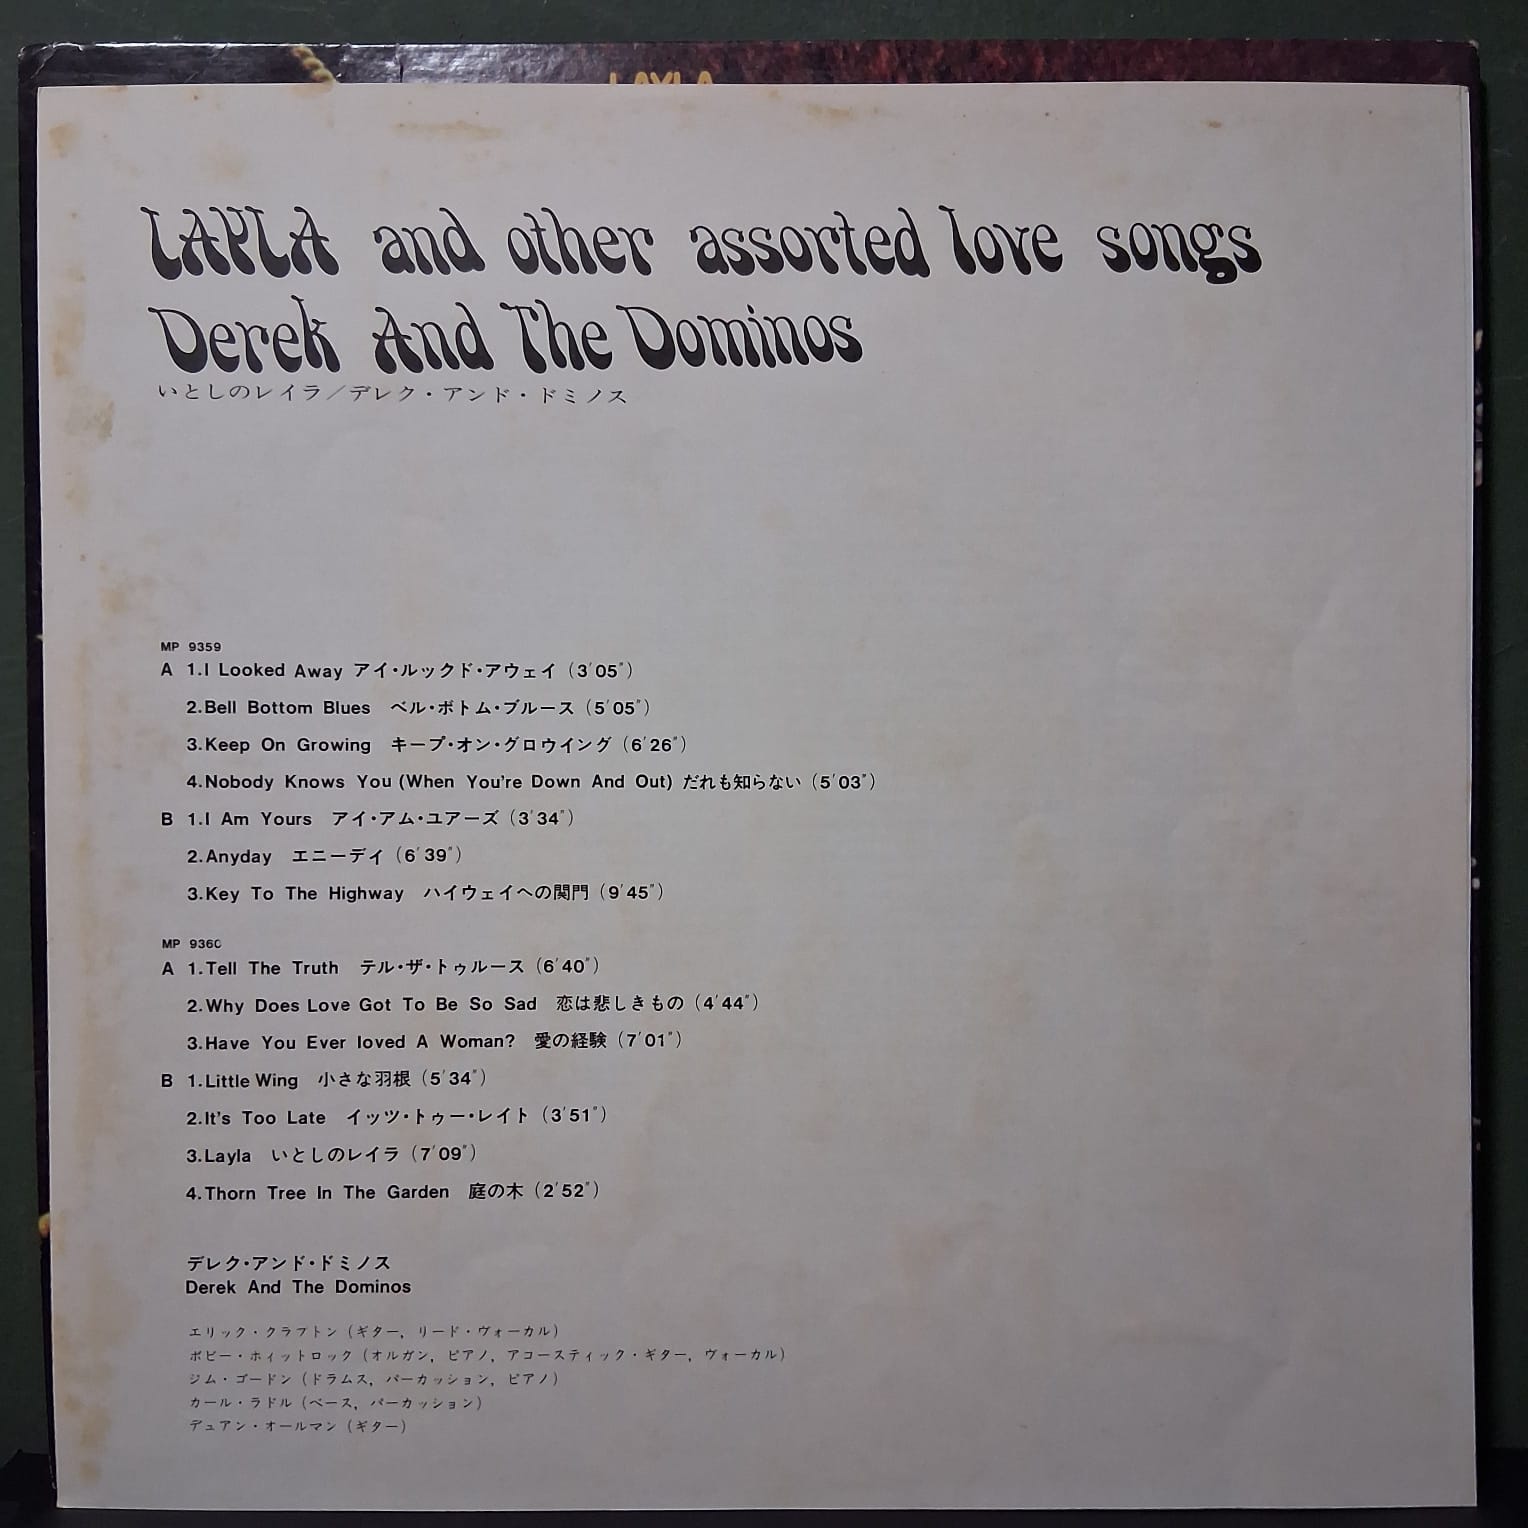 LAYLA
LAYLA and other assorted love songs
Derek And The Dominos
いとしのレイラ／デレク・アンド・ドミノス
MP 9359
A 1.I Looked Away アイ・ルックド・アウェイ（3′05″）
2.Bell Bottom Blues ベル・ボトム・ブルース（5′05″）
3.Keep On Growing キープ・オン・グロウイング（6′26″）
4.Nobody Knows You (When You're Down And Out) だれも知らない（5′03″）
B 1.I Am Yours アイ・アム・ユアーズ（3′34″）
2.Anyday エニーデイ（6′39″）
3.Key To The Highway ハイウェイへの関門（9′45″）
MP 9360
A 1.Tell The Truth テル・ザ・トゥルース（6′40″）
2.Why Does Love Got To Be So Sad 恋は悲しきもの（4′44″）
3.Have You Ever loved A Woman? 愛の経験（7′01″）
B 1.Little Wing 小さな羽根（5′34″）
2.It's Too Late イッツ・トゥー・レイト（3′51″）
3.Layla いとしのレイラ（7′09″）
4.Thorn Tree In The Garden 庭の木（2′52″）
デレク・アンド・ドミノス
Derek And The Dominos
エリック・クラプトン（ギター, リード・ヴォーカル）
ボビー・ホィットロック（オルガン, ピアノ, アコースティック・ギター, ヴォーカル）
ジム・ゴードン（ドラムス, パーカッション, ピアノ）
カール・ラドル（ベース, パーカッション）
デュアン・オールマン（ギター）